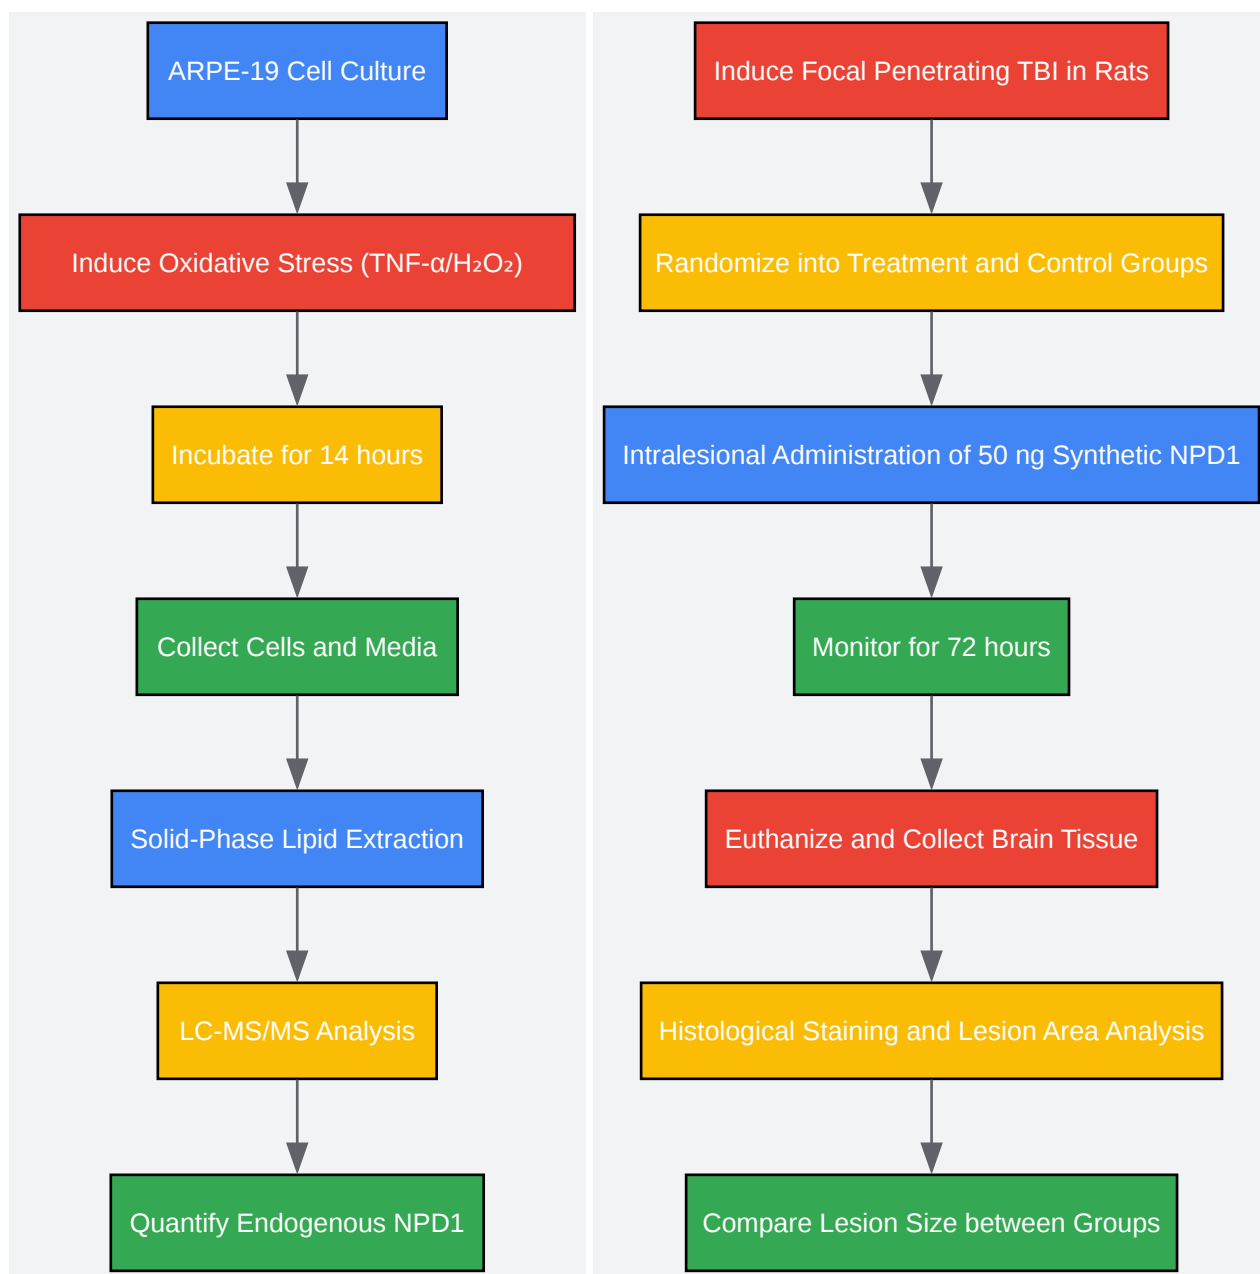 ARPE-19 Cell Culture
Induce Oxidative Stress (TNF-α/H₂O₂)
Incubate for 14 hours
Collect Cells and Media
Solid-Phase Lipid Extraction
LC-MS/MS Analysis
Quantify Endogenous NPD1
Induce Focal Penetrating TBI in Rats
Randomize into Treatment and Control Groups
Intralesional Administration of 50 ng Synthetic NPD1
Monitor for 72 hours
Euthanize and Collect Brain Tissue
Histological Staining and Lesion Area Analysis
Compare Lesion Size between Groups